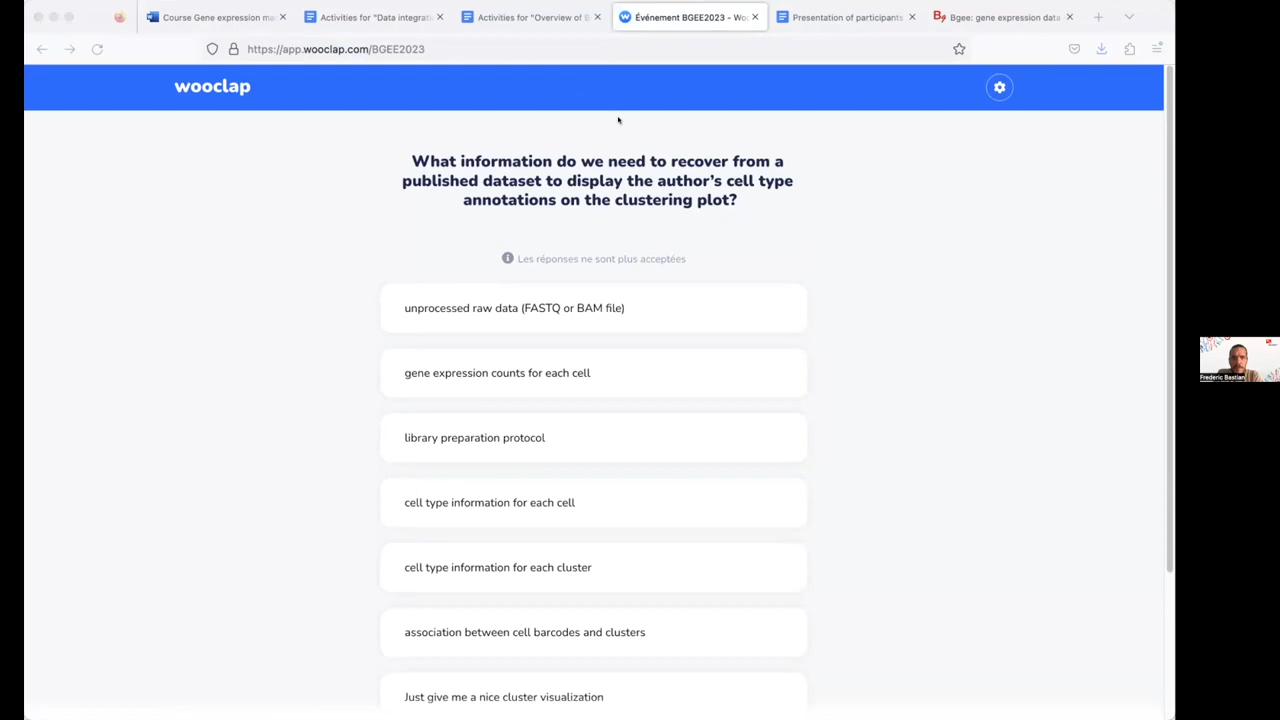 Course Gene expression ma
Activities for "Data integrati
Activities for "Overview of B
Événement BGEE2023 - Woo
Presentation of participants
Bgee: gene expression data
https://app.wooclap.com/BGEE2023
wooclap
What information do we need to recover from a
published dataset to display the author's cell type
annotations on the clustering plot?
Les réponses ne sont plus acceptées
unprocessed raw data (FASTQ or BAM file)
gene expression counts for each cell
library preparation protocol
cell type information for each cell
cell type information for each cluster
association between cell barcodes and clusters
Just give me a nice cluster visualization
Frederic Bastian